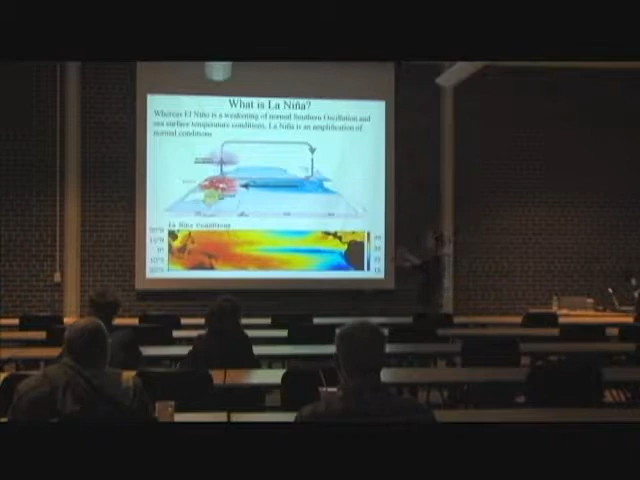 What is La Niña?
Whereas El Niño is a weakening of normal Southern Oscillation and
sea surface temperature conditions, La Niña is an amplification of
normal conditions
La Niña Conditions